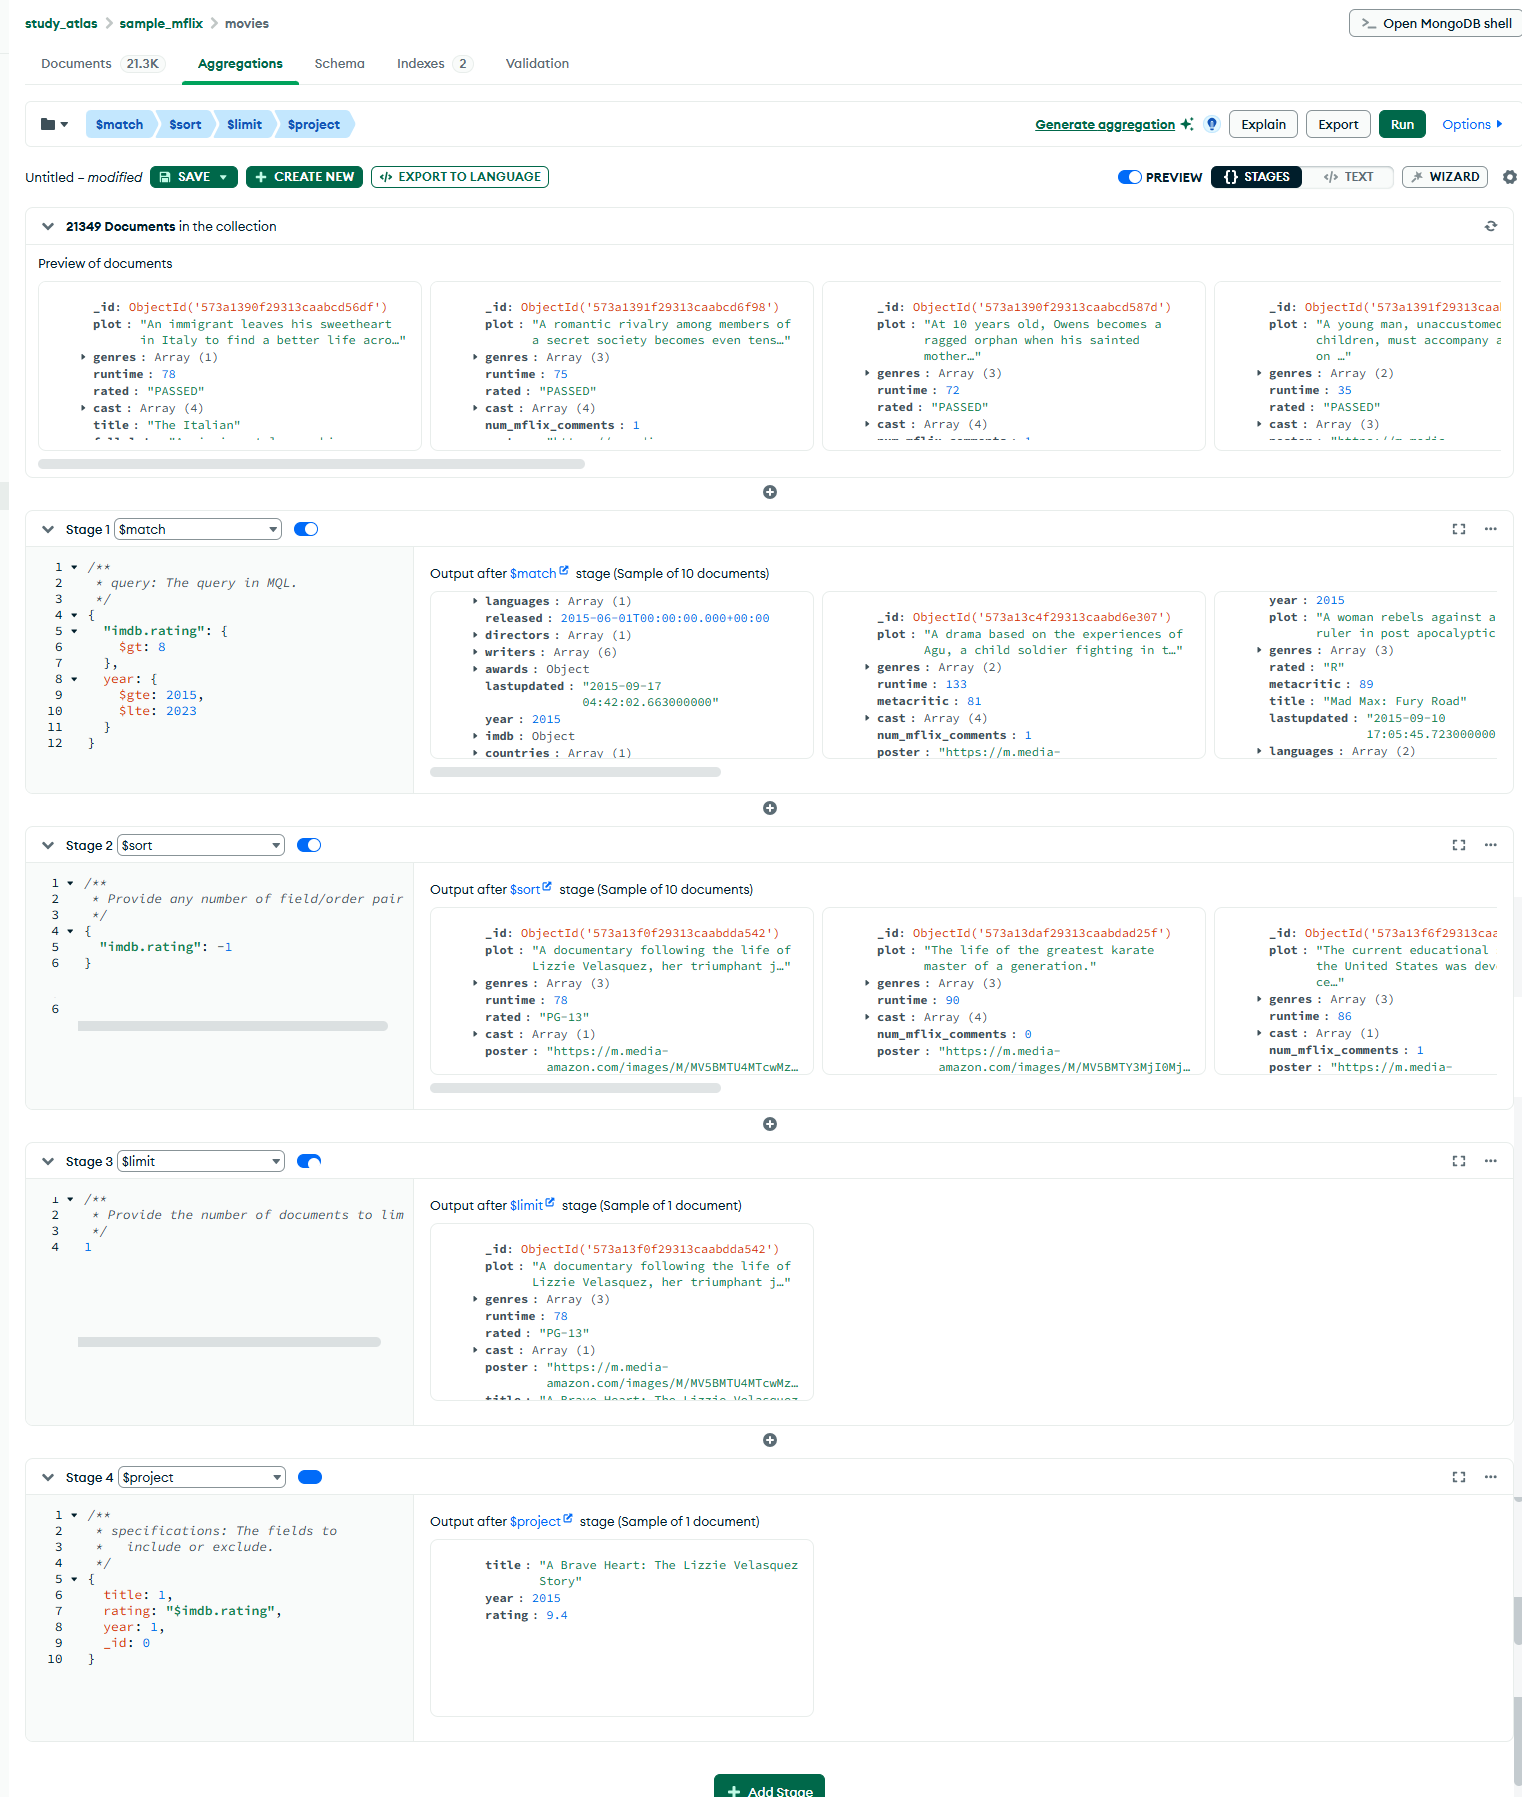 study_atlas > sample_mflix > movies
>_ Open MongoDB shell
Documents 21.3K Aggregations Schema Indexes 2 Validation
$match $sort $limit $project
Generate aggregation Explain Export Run Options
Untitled – modified SAVE + CREATE NEW </> EXPORT TO LANGUAGE
PREVIEW {} STAGES </> TEXT WIZARD
21349 Documents in the collection
Preview of documents
_id: ObjectId('573a1390f29313caabcd56df')
plot : "An immigrant leaves his sweetheart
in Italy to find a better life acro…"
genres : Array (1)
runtime : 78
rated : "PASSED"
cast : Array (4)
title : "The Italian"
_id: ObjectId('573a1391f29313caabcd6f98')
plot : "A romantic rivalry among members of
a secret society becomes even tens…"
genres : Array (3)
runtime : 75
rated : "PASSED"
cast : Array (4)
num_mflix_comments : 1
_id: ObjectId('573a1390f29313caabcd587d')
plot : "At 10 years old, Owens becomes a
ragged orphan when his sainted
mother…"
genres : Array (3)
runtime : 72
rated : "PASSED"
cast : Array (4)
num_mflix_comments : 1
_id: ObjectId('573a1391f29313caal
plot : "A young man, unaccustomed
children, must accompany a
on …"
genres : Array (2)
runtime : 35
rated : "PASSED"
cast : Array (3)
Stage 1 $match
1 /**
2 * query: The query in MQL.
3 */
4 {
5 "imdb.rating": {
6 $gt: 8
7 },
8 year: {
9 $gte: 2015,
10 $lte: 2023
11 }
12 }
Output after $match stage (Sample of 10 documents)
languages : Array (1)
released : 2015-06-01T00:00:00.000+00:00
directors : Array (1)
writers : Array (6)
awards : Object
lastupdated : "2015-09-17
04:42:02.663000000"
year : 2015
imdb : Object
countries : Array (1)
_id: ObjectId('573a13c4f29313caabd6e307')
plot : "A drama based on the experiences of
Agu, a child soldier fighting in t…"
genres : Array (2)
runtime : 133
metacritic : 81
cast : Array (4)
num_mflix_comments : 1
poster : "https://m.media-
year : 2015
plot : "A woman rebels against a
ruler in post apocalyptic
genres : Array (3)
rated : "R"
metacritic : 89
title : "Mad Max: Fury Road"
lastupdated : "2015-09-10
17:05:45.723000000
languages : Array (2)
Stage 2 $sort
1 /**
2 * Provide any number of field/order pair
3 */
4 {
5 "imdb.rating": -1
6 }
6
Output after $sort stage (Sample of 10 documents)
_id: ObjectId('573a13f0f29313caabdda542')
plot : "A documentary following the life of
Lizzie Velasquez, her triumphant j…"
genres : Array (3)
runtime : 78
rated : "PG-13"
cast : Array (1)
poster : "https://m.media-
amazon.com/images/M/MV5BMTU4MTcwMz…
_id: ObjectId('573a13daf29313caabdad25f')
plot : "The life of the greatest karate
master of a generation."
genres : Array (3)
runtime : 90
cast : Array (4)
num_mflix_comments : 0
poster : "https://m.media-
amazon.com/images/M/MV5BMTY3MjI0Mj…
_id: ObjectId('573a13f6f29313caa
plot : "The current educational
the United States was dev
ce…"
genres : Array (3)
runtime : 86
cast : Array (1)
num_mflix_comments : 1
poster : "https://m.media-
Stage 3 $limit
1 /**
2 * Provide the number of documents to lim
3 */
4 1
Output after $limit stage (Sample of 1 document)
_id: ObjectId('573a13f0f29313caabdda542')
plot : "A documentary following the life of
Lizzie Velasquez, her triumphant j…"
genres : Array (3)
runtime : 78
rated : "PG-13"
cast : Array (1)
poster : "https://m.media-
amazon.com/images/M/MV5BMTU4MTcwMz…
title : "A Brave Heart: The Lizzie Velasquez
Stage 4 $project
1 /**
2 * specifications: The fields to
3 * include or exclude.
4 */
5 {
6 title: 1,
7 rating: "$imdb.rating",
8 year: 1,
9 _id: 0
10 }
Output after $project stage (Sample of 1 document)
title : "A Brave Heart: The Lizzie Velasquez
Story"
year : 2015
rating : 9.4
+ Add Stage